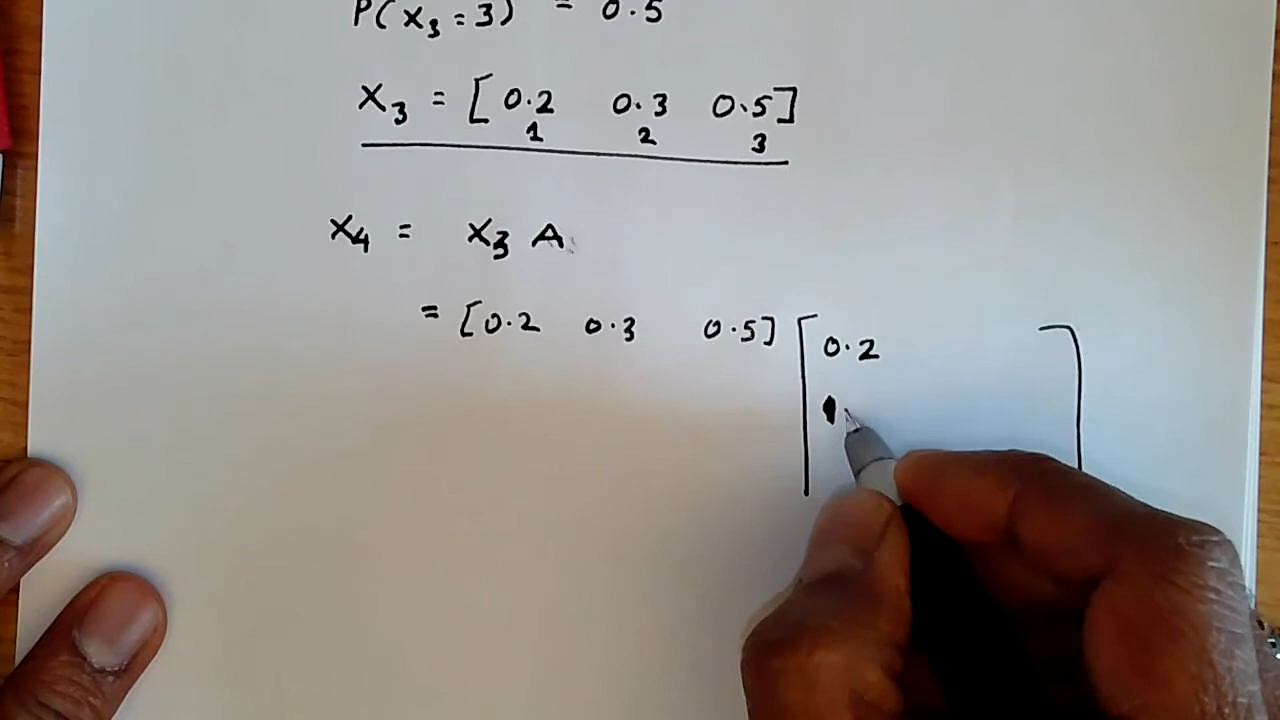 P(X3=3) = 0.5
X3 = [0.2 0.3 0.5]
1 2 3
X4 = X3 A
= [0.2 0.3 0.5] [0.2